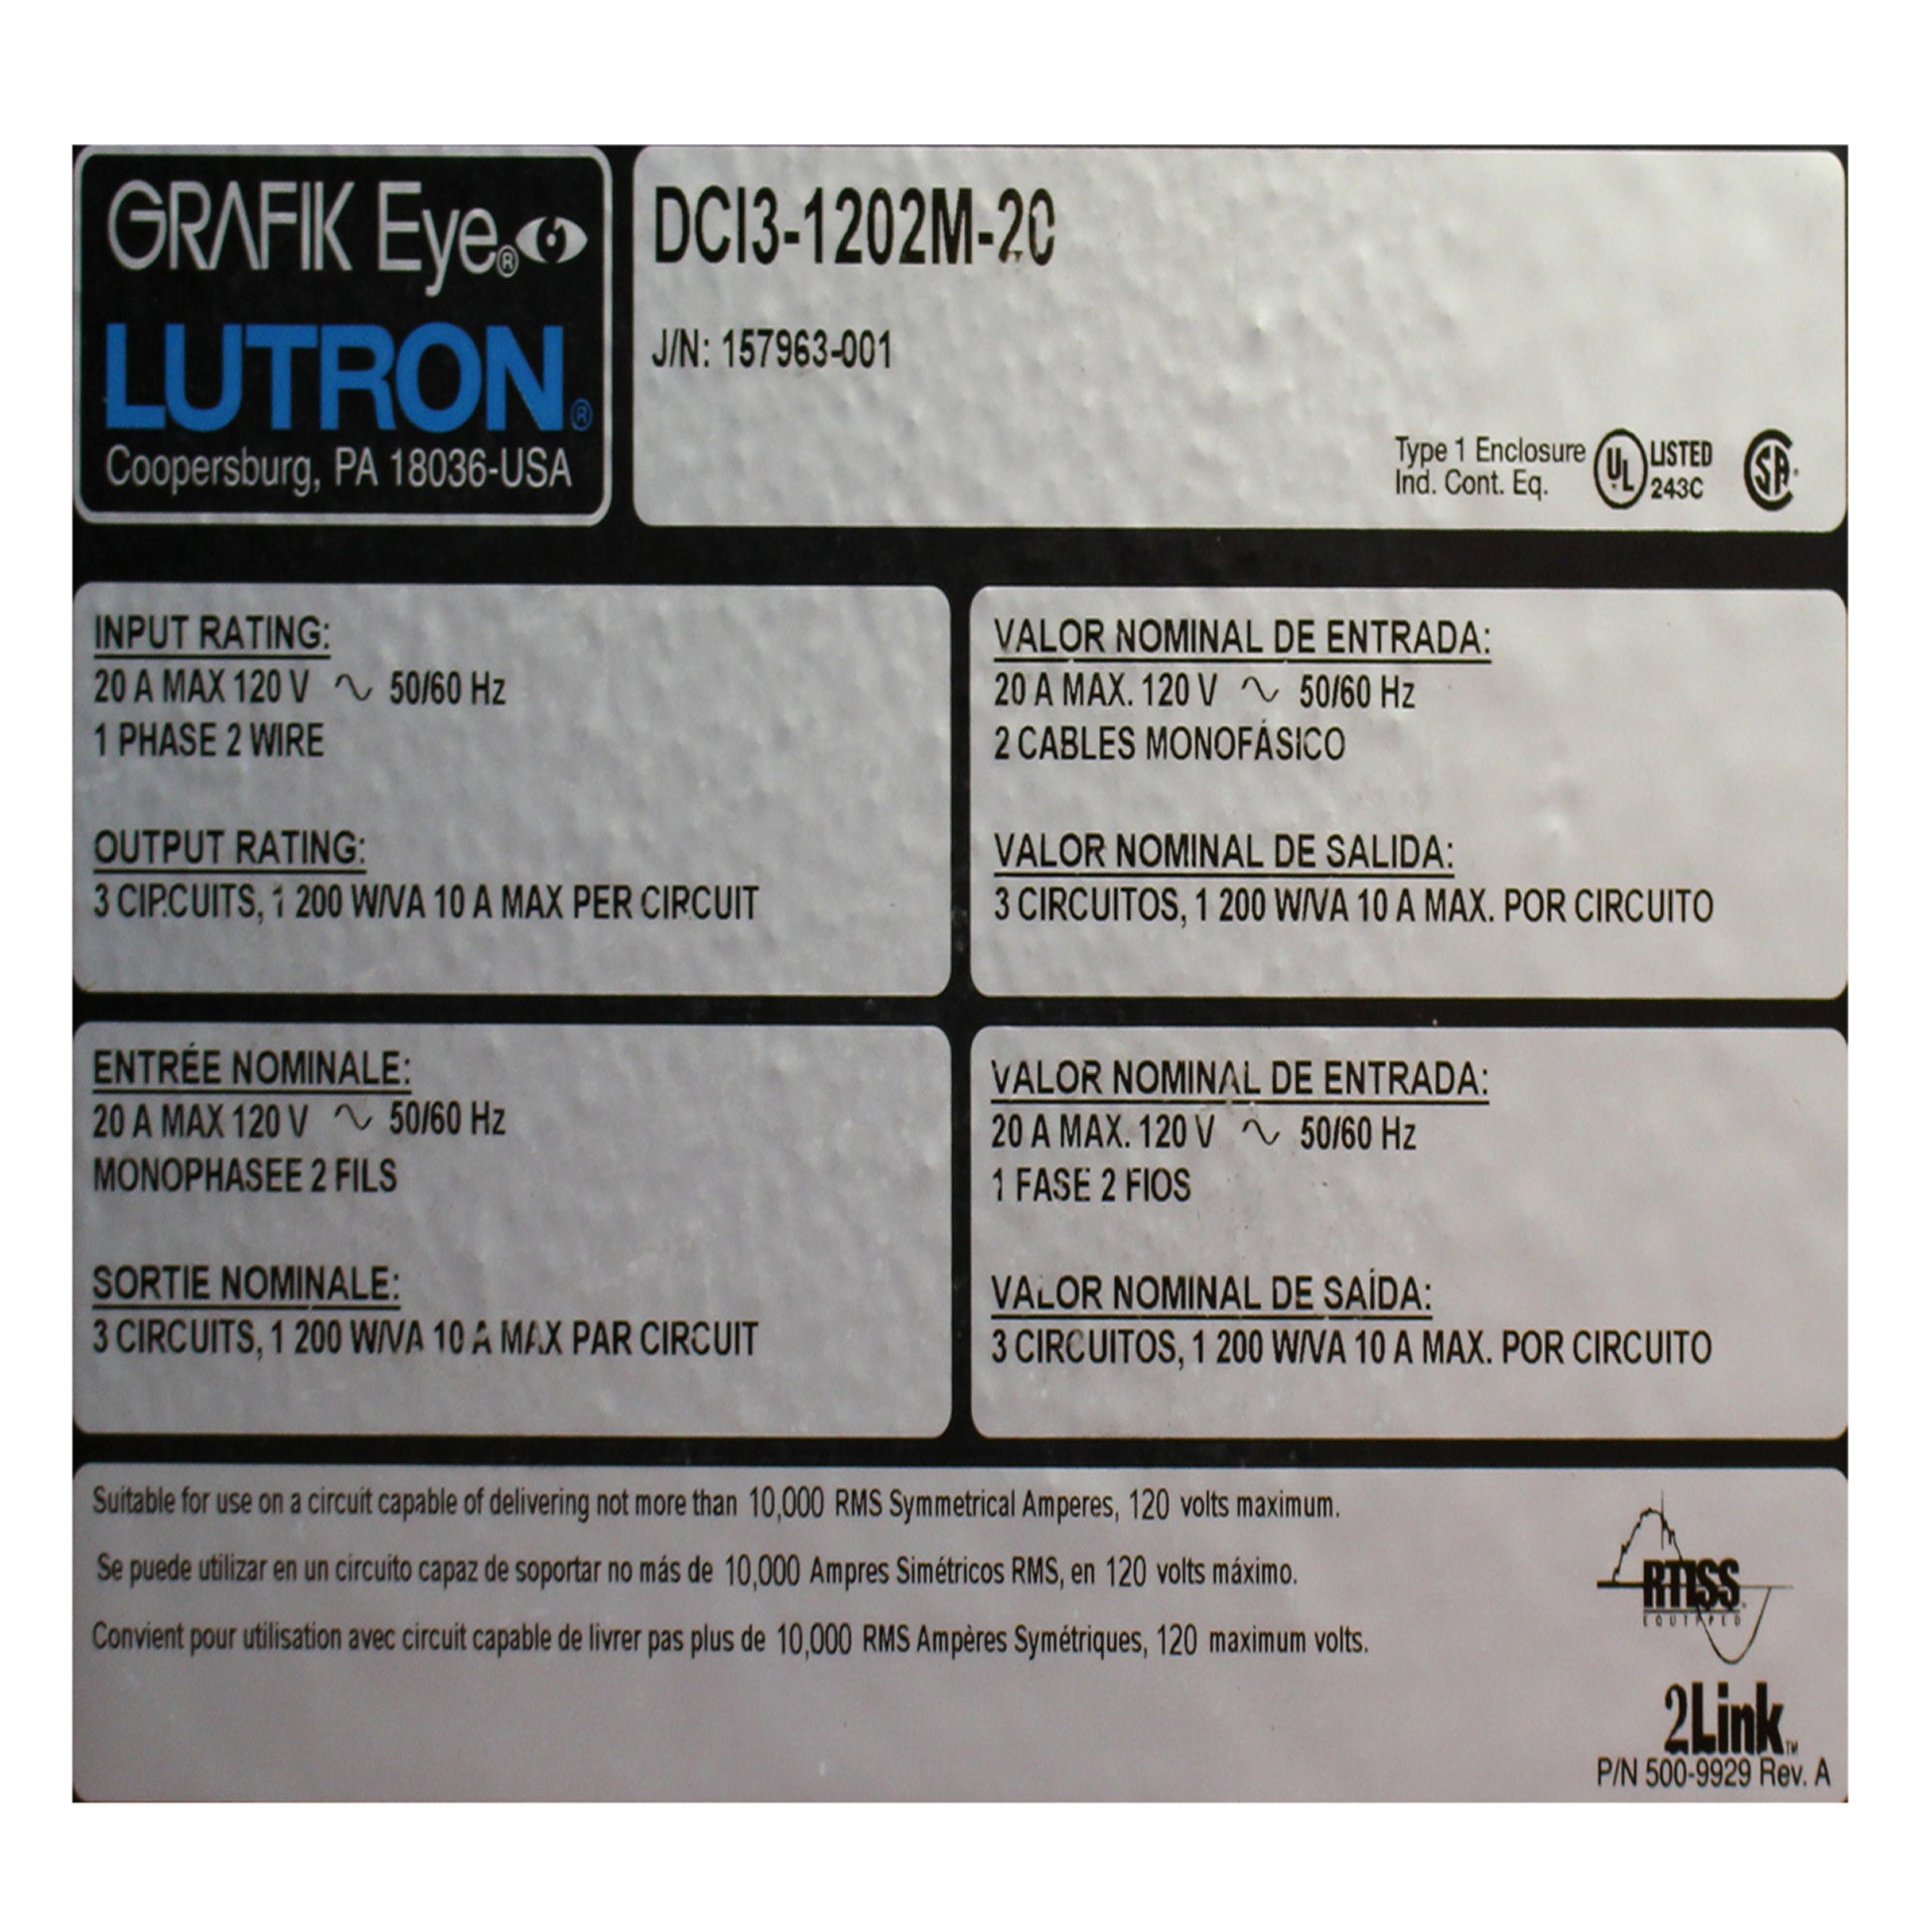 GRAFIK Eye®
LUTRON®
Coopersburg, PA 18036-USA
DCI3-1202M-20
J/N: 157963-001
Type 1 Enclosure
Ind. Cont. Eq.
UL
LISTED
243C
SA
INPUT RATING:
20 A MAX 120 V ~ 50/60 Hz
1 PHASE 2 WIRE
OUTPUT RATING:
3 CIRCUITS, 1 200 W/VA 10 A MAX PER CIRCUIT
VALOR NOMINAL DE ENTRADA:
20 A MAX. 120 V ~ 50/60 Hz
2 CABLES MONOFÁSICO
VALOR NOMINAL DE SALIDA:
3 CIRCUITOS, 1 200 W/VA 10 A MAX. POR CIRCUITO
ENTRÉE NOMINALE:
20 A MAX 120 V ~ 50/60 Hz
MONOPHASEE 2 FILS
SORTIE NOMINALE:
3 CIRCUITS, 1 200 W/VA 10 A MAX PAR CIRCUIT
VALOR NOMINAL DE ENTRADA:
20 A MAX. 120 V ~ 50/60 Hz
1 FASE 2 FIOS
VALOR NOMINAL DE SAÍDA:
3 CIRCUITOS, 1 200 W/VA 10 A MAX. POR CIRCUITO
Suitable for use on a circuit capable of delivering not more than 10,000 RMS Symmetrical Amperes, 120 volts maximum.
Se puede utilizar en un circuito capaz de soportar no más de 10,000 Ampres Simétricos RMS, en 120 volts máximo.
Convient pour utilisation avec circuit capable de livrer pas plus de 10,000 RMS Ampères Symétriques, 120 maximum volts.
RTISS
EQUIPPED
2Link™
P/N 500-9929 Rev. A